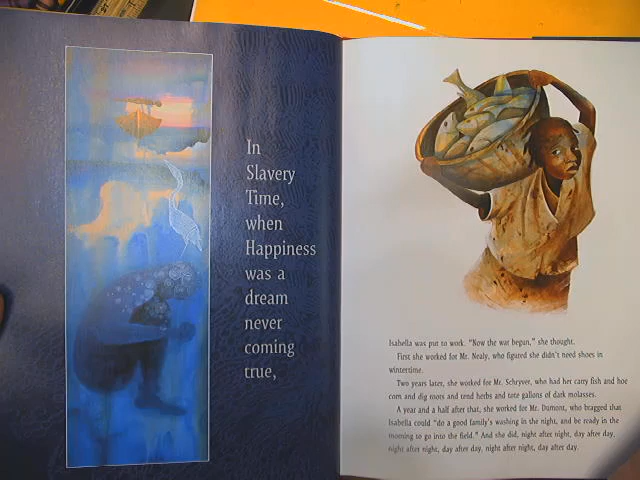 In
Slavery
Time,
when
Happiness
was a
dream
never
coming
true,
Isabella was put to work. "Now the war begun," she thought.
First she worked for Mr. Nealy, who figured she didn't need shoes in
wintertime.
Two years later, she worked for Mr. Schryver, who had her carry fish and hoe
corn and dig roots and tend herbs and tote gallons of dark molasses.
A year and a half after that, she worked for Mr. Dumont, who bragged that
Isabella could "do a good family's washing in the night, and be ready in the
morning to go into the field." And she did, night after night, day after day,
night after night, day after day, night after night, day after day.